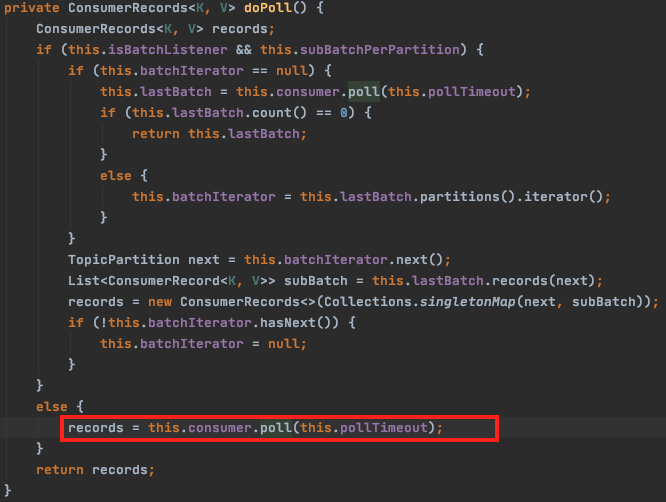 private ConsumerRecords<K, V> doPoll() {
    ConsumerRecords<K, V> records;
    if (this.isBatchListener && this.subBatchPerPartition) {
        if (this.batchIterator == null) {
            this.lastBatch = this.consumer.poll(this.pollTimeout);
            if (this.lastBatch.count() == 0) {
                return this.lastBatch;
            }
            else {
                this.batchIterator = this.lastBatch.partitions().iterator();
            }
        }
        TopicPartition next = this.batchIterator.next();
        List<ConsumerRecord<K, V>> subBatch = this.lastBatch.records(next);
        records = new ConsumerRecords<>(Collections.singletonMap(next, subBatch));
        if (!this.batchIterator.hasNext()) {
            this.batchIterator = null;
        }
    }
    else {
        records = this.consumer.poll(this.pollTimeout);
    }
    return records;
}